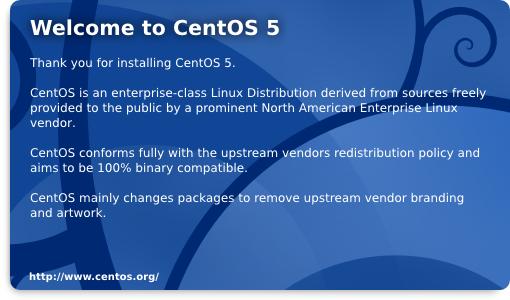 Welcome to CentOS 5
Thank you for installing CentOS 5.
CentOS is an enterprise-class Linux Distribution derived from sources freely
provided to the public by a prominent North American Enterprise Linux
vendor.
CentOS conforms fully with the upstream vendors redistribution policy and
aims to be 100% binary compatible.
CentOS mainly changes packages to remove upstream vendor branding
and artwork.
http://www.centos.org/